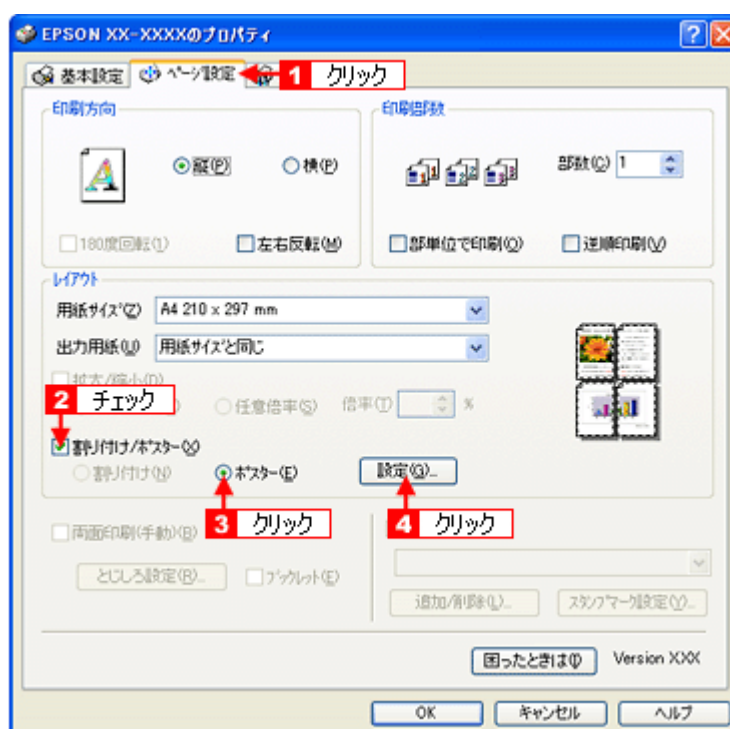 EPSON XX-XXXXのプロパティ
基本設定 ページ設定 1 クリック
印刷方向 印刷部数
縦(P) 横(P) 部数(C) 1
180度回転(1) 左右反転(M) 部単位で印刷(O) 逆順印刷(V)
レイアウト
用紙サイズ(Z) A4 210 x 297 mm
出力用紙(U) 用紙サイズと同じ
拡大/縮小(D)
2 チェック 任意倍率(S) 倍率(T) %
割り付け/ポスター(X)
割り付け(N) ポスター(E) 設定(G)...
3 クリック 4 クリック
両面印刷(手動)(B)
とじしろ設定(R)... ブックレット(E)
追加/削除(L)... スタンプマーク設定(Y)...
困ったときは(I) Version XXX
OK キャンセル ヘルプ